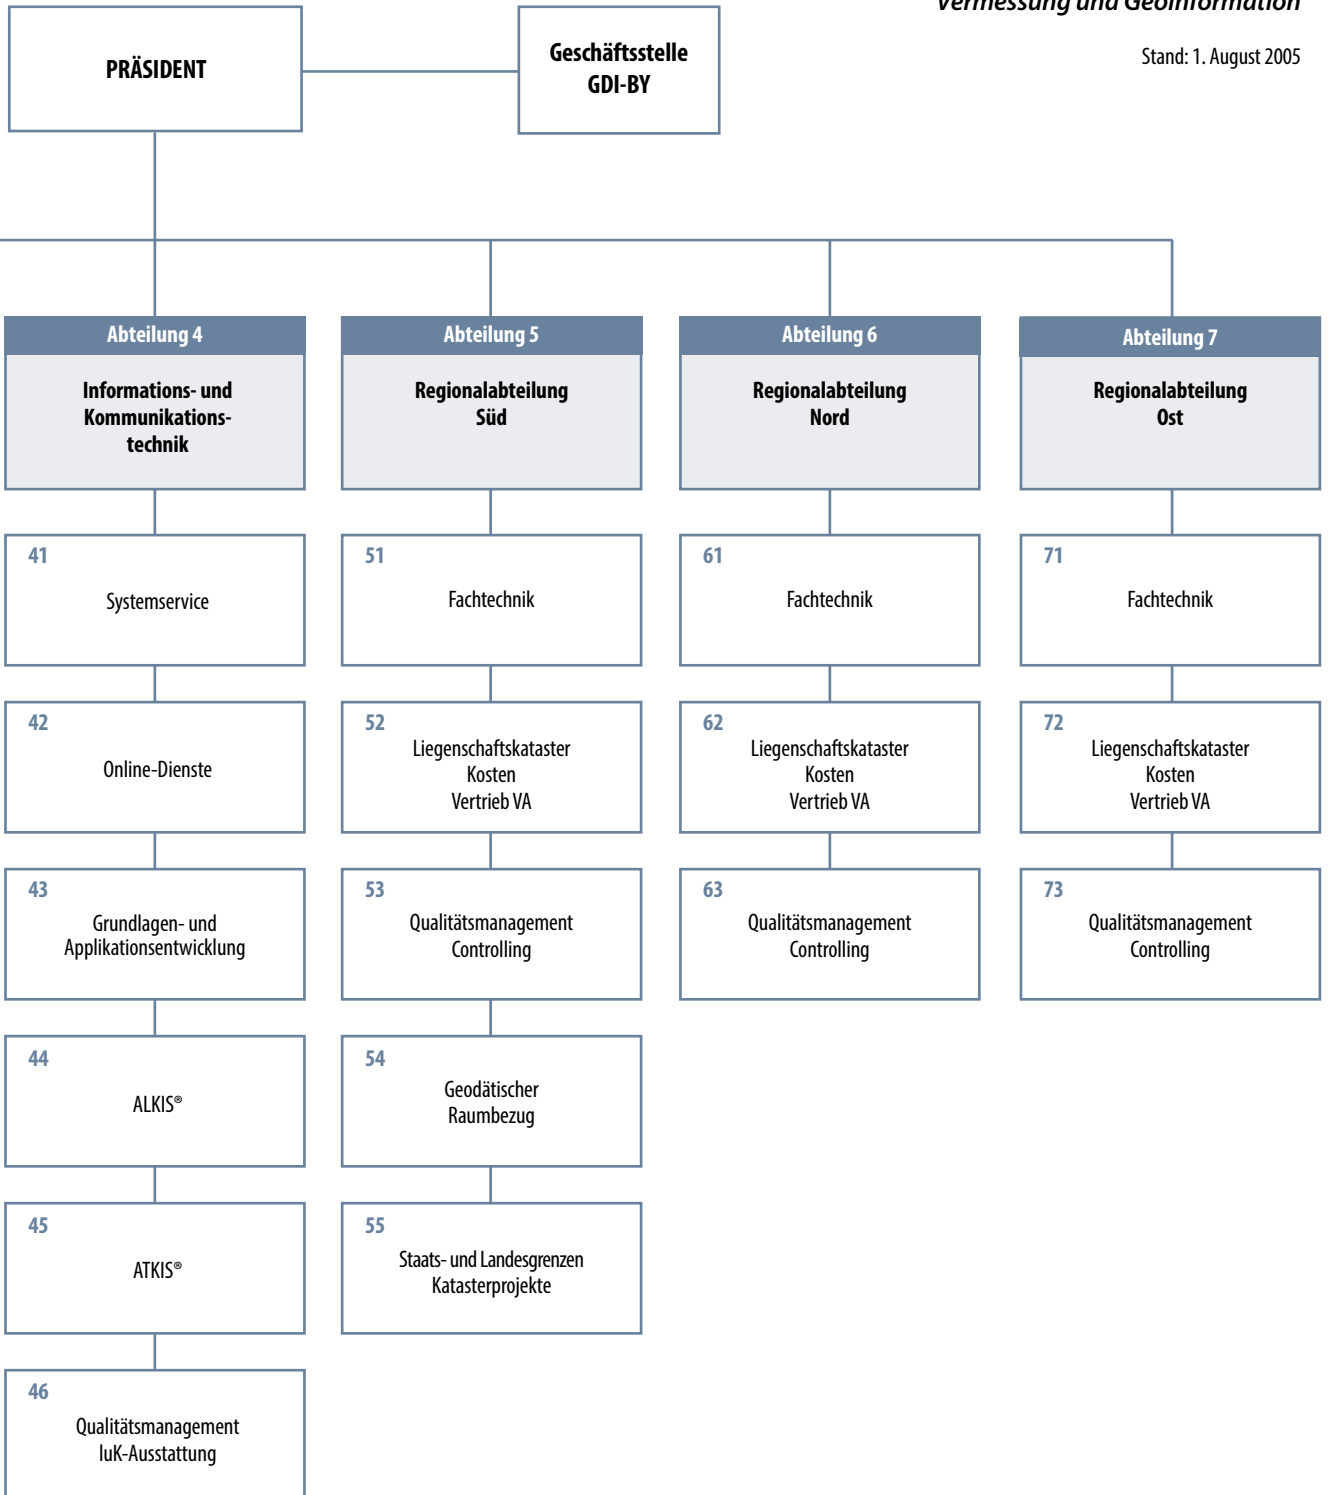 Vermessung und Geoinformation
Stand: 1. August 2005
PRÄSIDENT
Geschäftsstelle
GDI-BY
Abteilung 4
Informations- und
Kommunikations-
technik
41
Systemservice
42
Online-Dienste
43
Grundlagen- und
Applikationsentwicklung
44
ALKIS®
45
ATKIS®
46
Qualitätsmanagement
IuK-Ausstattung
Abteilung 5
Regionalabteilung
Süd
51
Fachtechnik
52
Liegenschaftskataster
Kosten
Vertrieb VA
53
Qualitätsmanagement
Controlling
54
Geodätischer
Raumbezug
55
Staats- und Landesgrenzen
Katasterprojekte
Abteilung 6
Regionalabteilung
Nord
61
Fachtechnik
62
Liegenschaftskataster
Kosten
Vertrieb VA
63
Qualitätsmanagement
Controlling
Abteilung 7
Regionalabteilung
Ost
71
Fachtechnik
72
Liegenschaftskataster
Kosten
Vertrieb VA
73
Qualitätsmanagement
Controlling